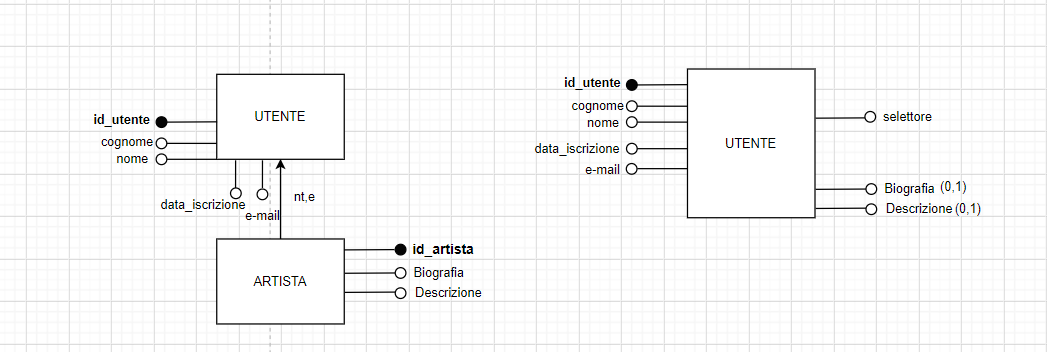 UTENTE
id_utente
cognome
nome
data_iscrizione
e-mail
nt,e
ARTISTA
id_artista
Biografia
Descrizione
id_utente
cognome
nome
data_iscrizione
e-mail
UTENTE
selettore
Biografia (0,1)
Descrizione (0,1)